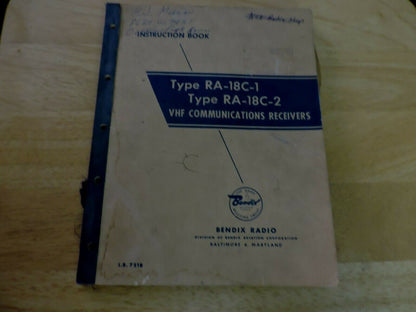 INSTRUCTION BOOK
Type RA-18C-1
Type RA-18C-2
VHF COMMUNICATIONS RECEIVERS
Bendix
BENDIX RADIO
DIVISION OF BENDIX AVIATION CORPORATION
BALTIMORE 4, MARYLAND
I.B. 721B